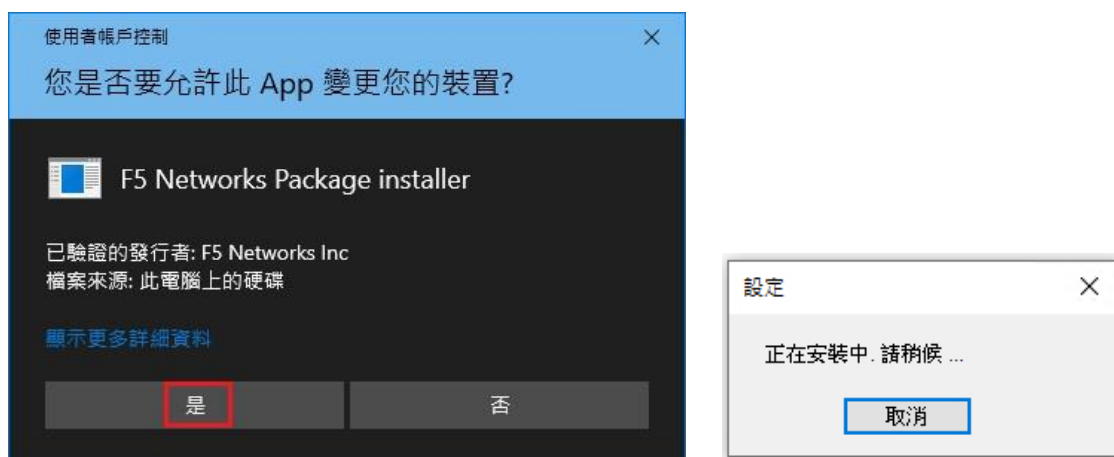 使用者帳戶控制
您是否要允許此 App 變更您的裝置?
F5 Networks Package installer
已驗證的發行者: F5 Networks Inc
檔案來源: 此電腦上的硬碟
顯示更多詳細資料
是
否
設定
正在安裝中. 請稍候 ...
取消